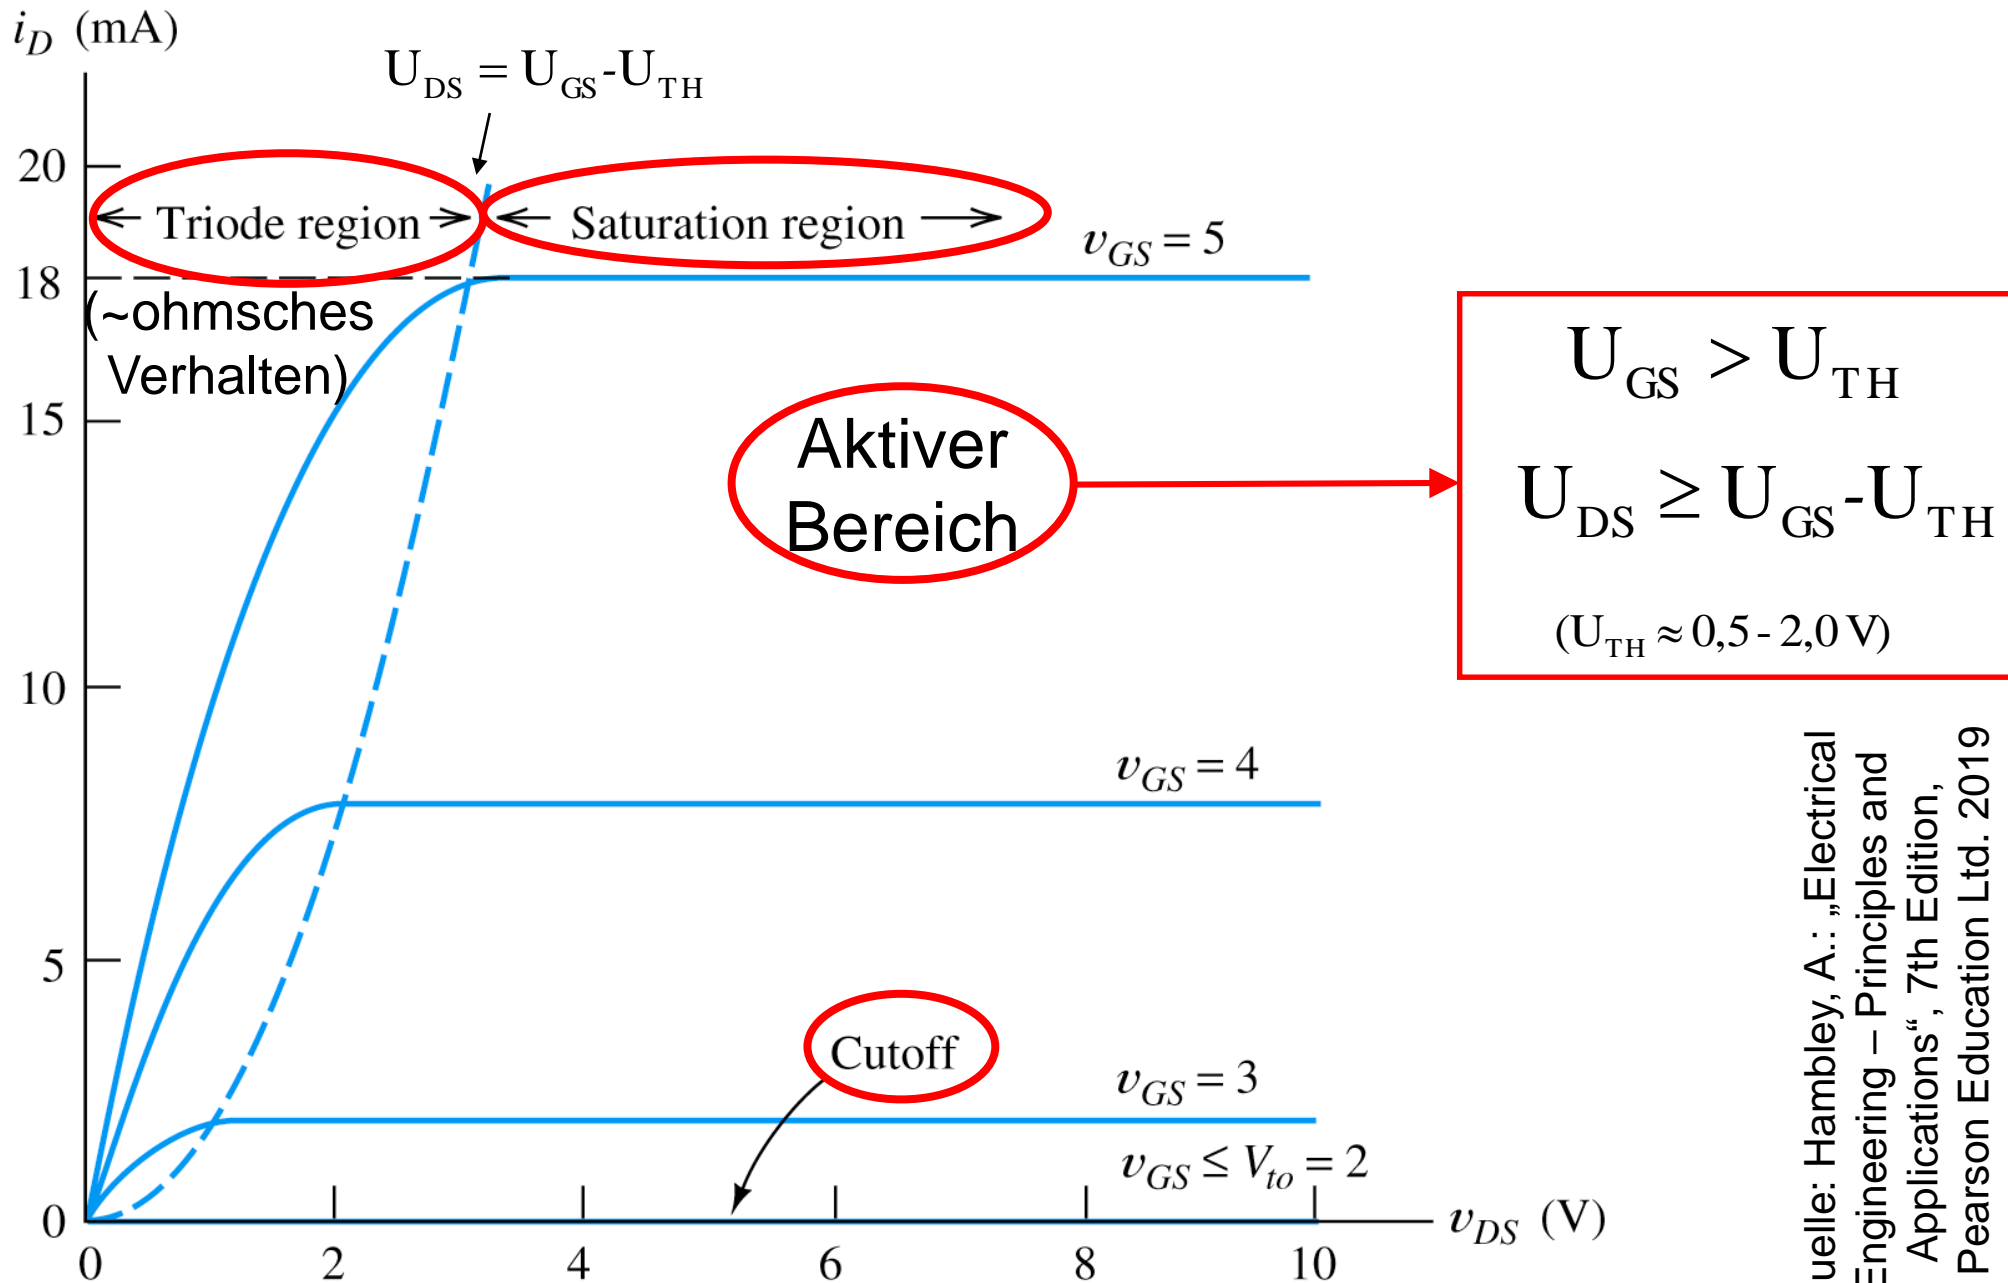 i_D (mA)
U_DS = U_GS-U_TH
20
Triode region
Saturation region
v_GS = 5
18
(~ohmsches
Verhalten)
15
Aktiver
Bereich
U_GS > U_TH
U_DS ≥ U_GS-U_TH
(U_TH ≈ 0,5 - 2,0 V)
10
v_GS = 4
5
Cutoff
v_GS = 3
v_GS ≤ V_to = 2
0
v_DS (V)
0 2 4 6 8 10
uelle: Hambley, A.: „Electrical
Engineering – Principles and
Applications“, 7th Edition,
Pearson Education Ltd. 2019